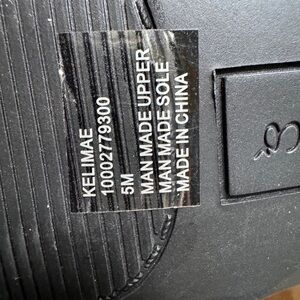 KELIMAE
10002779300
5M
MAN MADE UPPER
MAN MADE SOLE
MADE IN CHINA